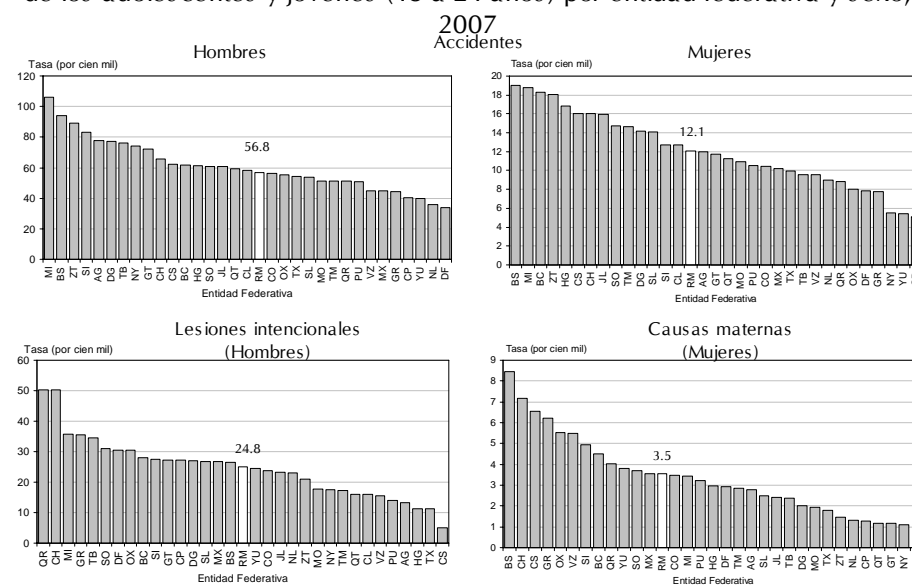 de los adolescentes y jóvenes (15 a 24 años) por entidad federativa y sexo,
2007
Accidentes
Hombres
Tasa (por cien mil)
120
100
80
60
40
20
0
56.8
MI BS ZT SI AG DG TB NY GT CH CS BC HG SO JL QT CL RM CO OX TX SL MO TM QR PU VZ MX GR CP YU NL DF
Entidad Federativa
Mujeres
Tasa (por cien mil)
20
18
16
14
12
10
8
6
4
2
0
12.1
BS MI BC ZT HG CS CH JL SO TM DG SL SI CL RM AG GT QT MO PU CO MX TX TB VZ NL QR OX DF GR NY YU
Entidad Federativa
Lesiones intencionales
(Hombres)
Tasa (por cien mil)
60
50
40
30
20
10
0
24.8
QR CH MI GR TB SO DF OX BC SI GT CP DG SL MX BS RM YU CO JL NL ZT MO NY TM QT CL VZ PU AG HG TX CS
Entidad Federativa
Causas maternas
(Mujeres)
Tasa (por cien mil)
9
8
7
6
5
4
3
2
1
0
3.5
BS CH CS GR OX VZ SI BC QR YU SO MX RM CO MI PU HG DF TM AG SL JL TB DG MO TX ZT NL CP QT GT NY
Entidad Federativa